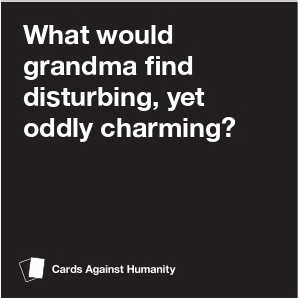 What would
grandma find
disturbing, yet
oddly charming?
Cards Against Humanity